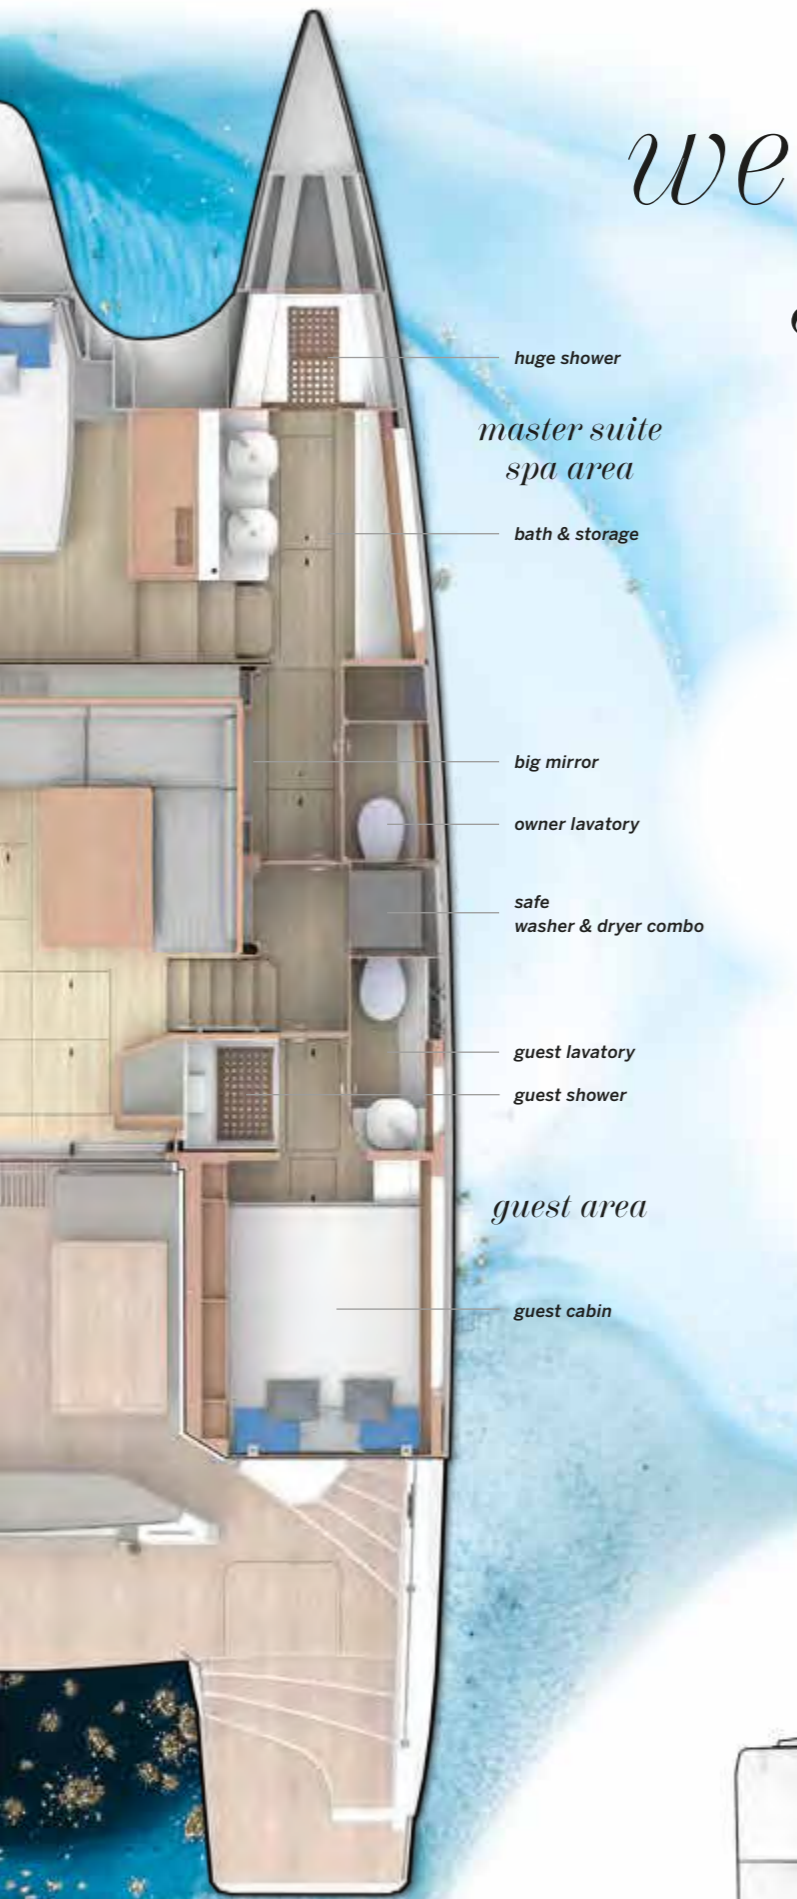 we
huge shower
master suite
spa area
bath & storage
big mirror
owner lavatory
safe
washer & dryer combo
guest lavatory
guest shower
guest area
guest cabin